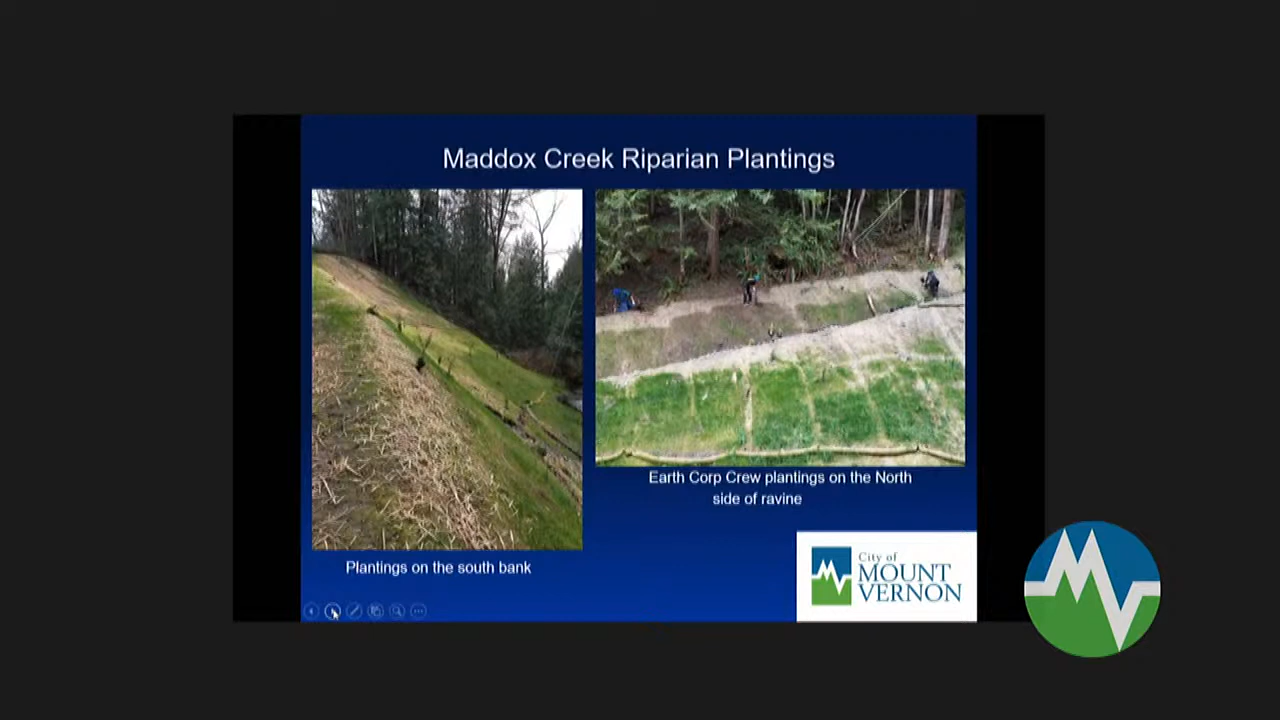 Maddox Creek Riparian Plantings
Earth Corp Crew plantings on the North
side of ravine
Plantings on the south bank
City of
MOUNT
VERNON
MV